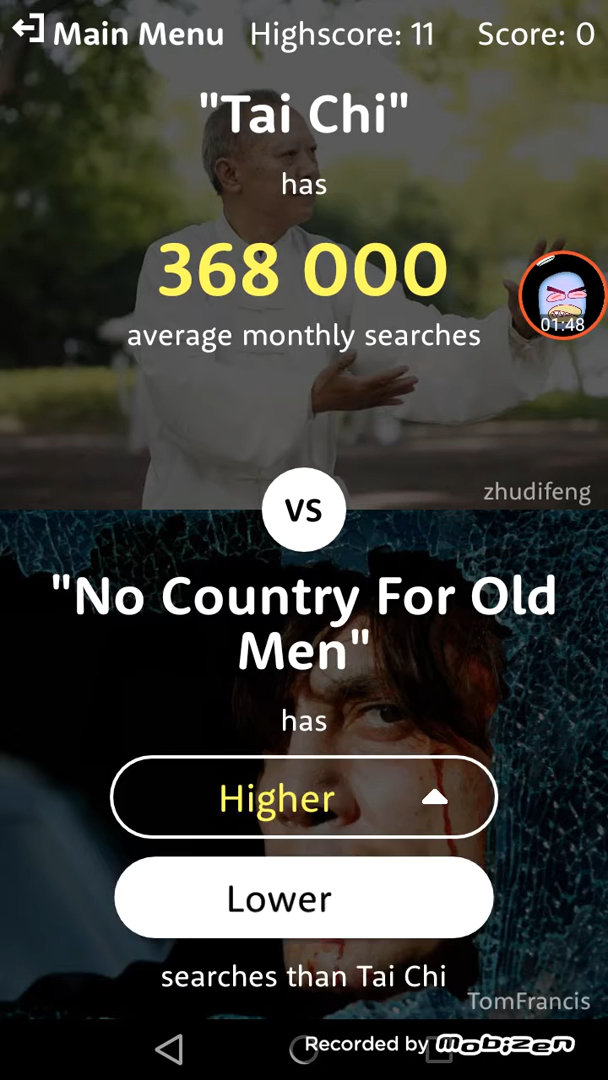 Main Menu Highscore: 11 Score: 0
"Tai Chi"
has
368 000
01:48
average monthly searches
zhudifeng
VS
"No Country For Old
Men"
has
Higher
Lower
searches than Tai Chi
TomFrancis
Recorded by Mobizen